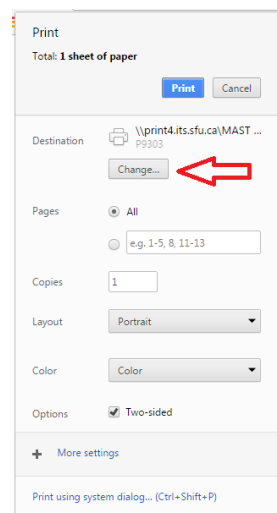 Print
Total: 1 sheet of paper
Print Cancel
Destination \\print4.its.sfu.ca\MAST ...
P9303
Change...
Pages All
e.g. 1-5, 8, 11-13
Copies 1
Layout Portrait
Color Color
Options Two-sided
+ More settings
Print using system dialog... (Ctrl+Shift+P)